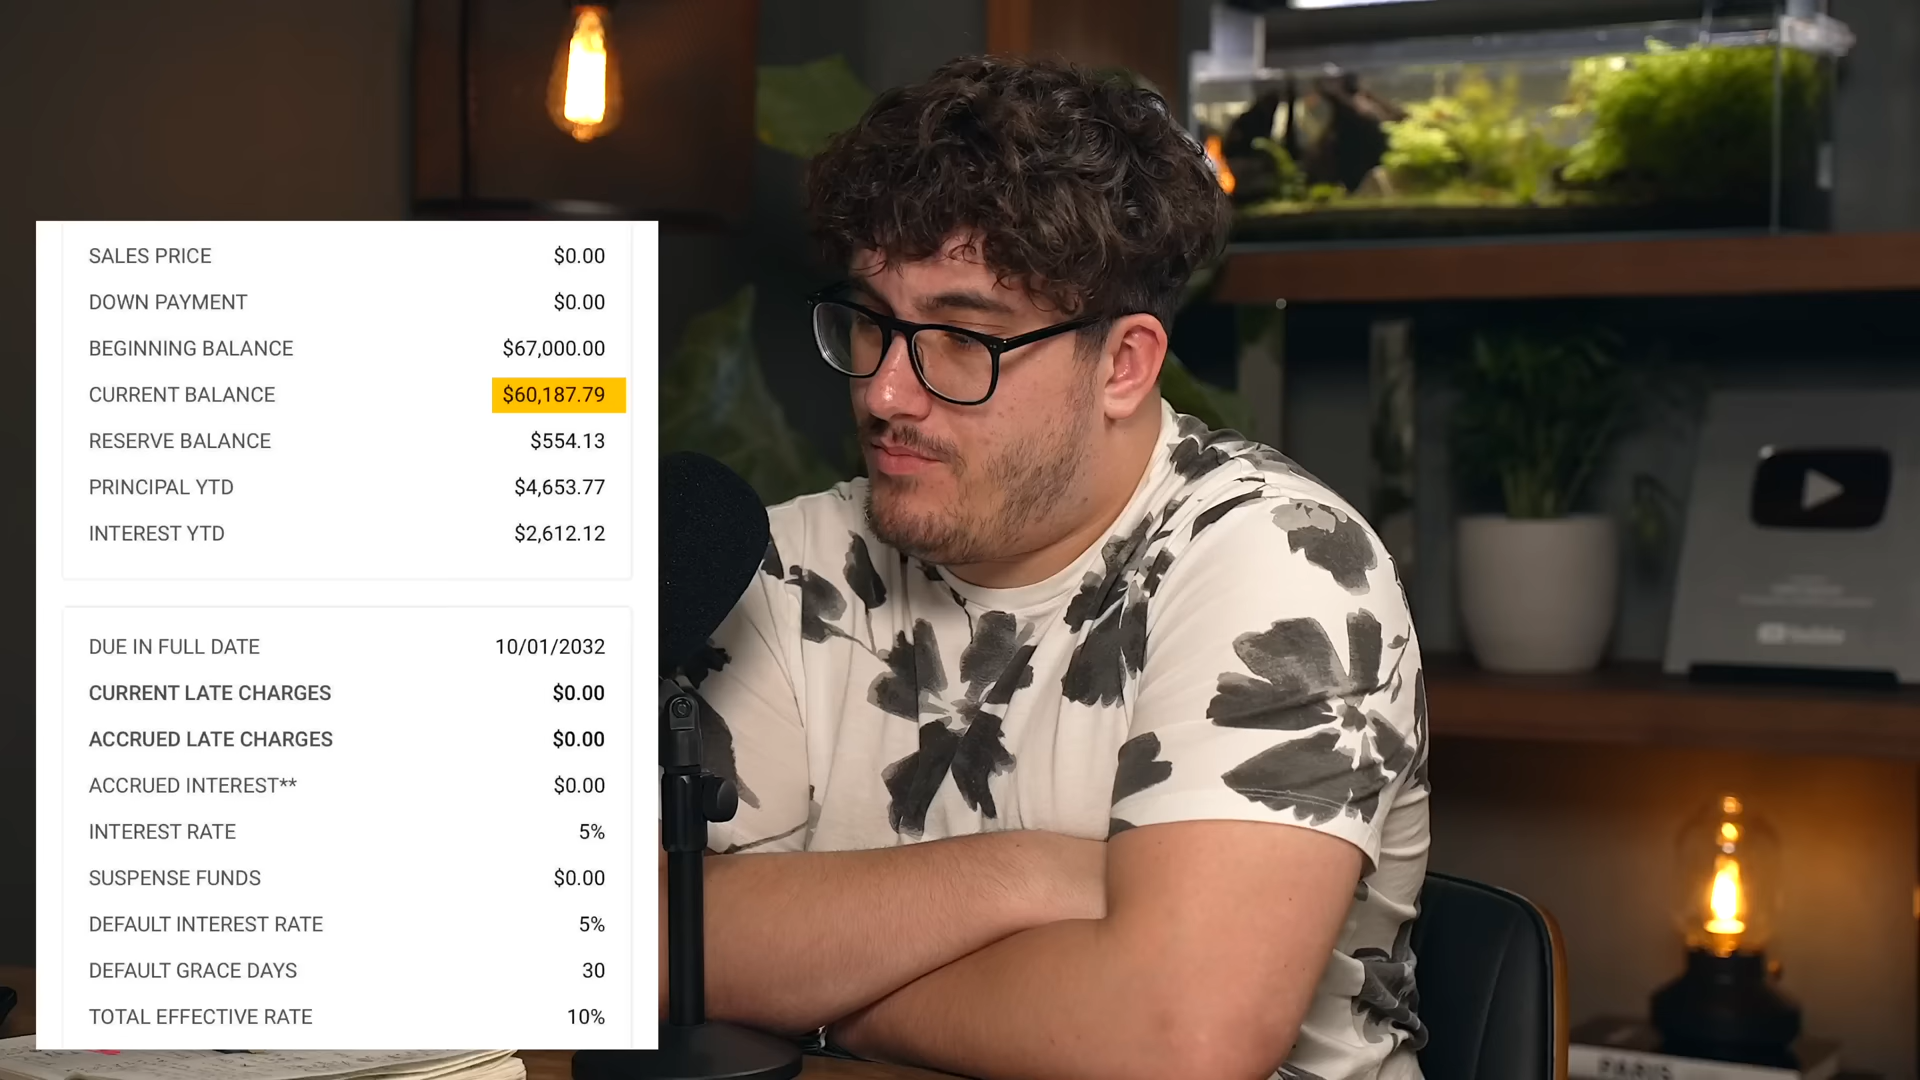 SALES PRICE $0.00
DOWN PAYMENT $0.00
BEGINNING BALANCE $67,000.00
CURRENT BALANCE $60,187.79
RESERVE BALANCE $554.13
PRINCIPAL YTD $4,653.77
INTEREST YTD $2,612.12
DUE IN FULL DATE 10/01/2032
CURRENT LATE CHARGES $0.00
ACCRUED LATE CHARGES $0.00
ACCRUED INTEREST** $0.00
INTEREST RATE 5%
SUSPENSE FUNDS $0.00
DEFAULT INTEREST RATE 5%
DEFAULT GRACE DAYS 30
TOTAL EFFECTIVE RATE 10%
PARIS